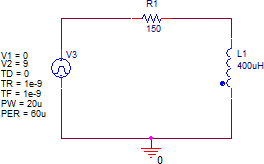 R1
150
V3
V1 = 0
V2 = 9
TD = 0
TR = 1e-9
TF = 1e-9
PW = 20u
PER = 60u
L1
400uH
0